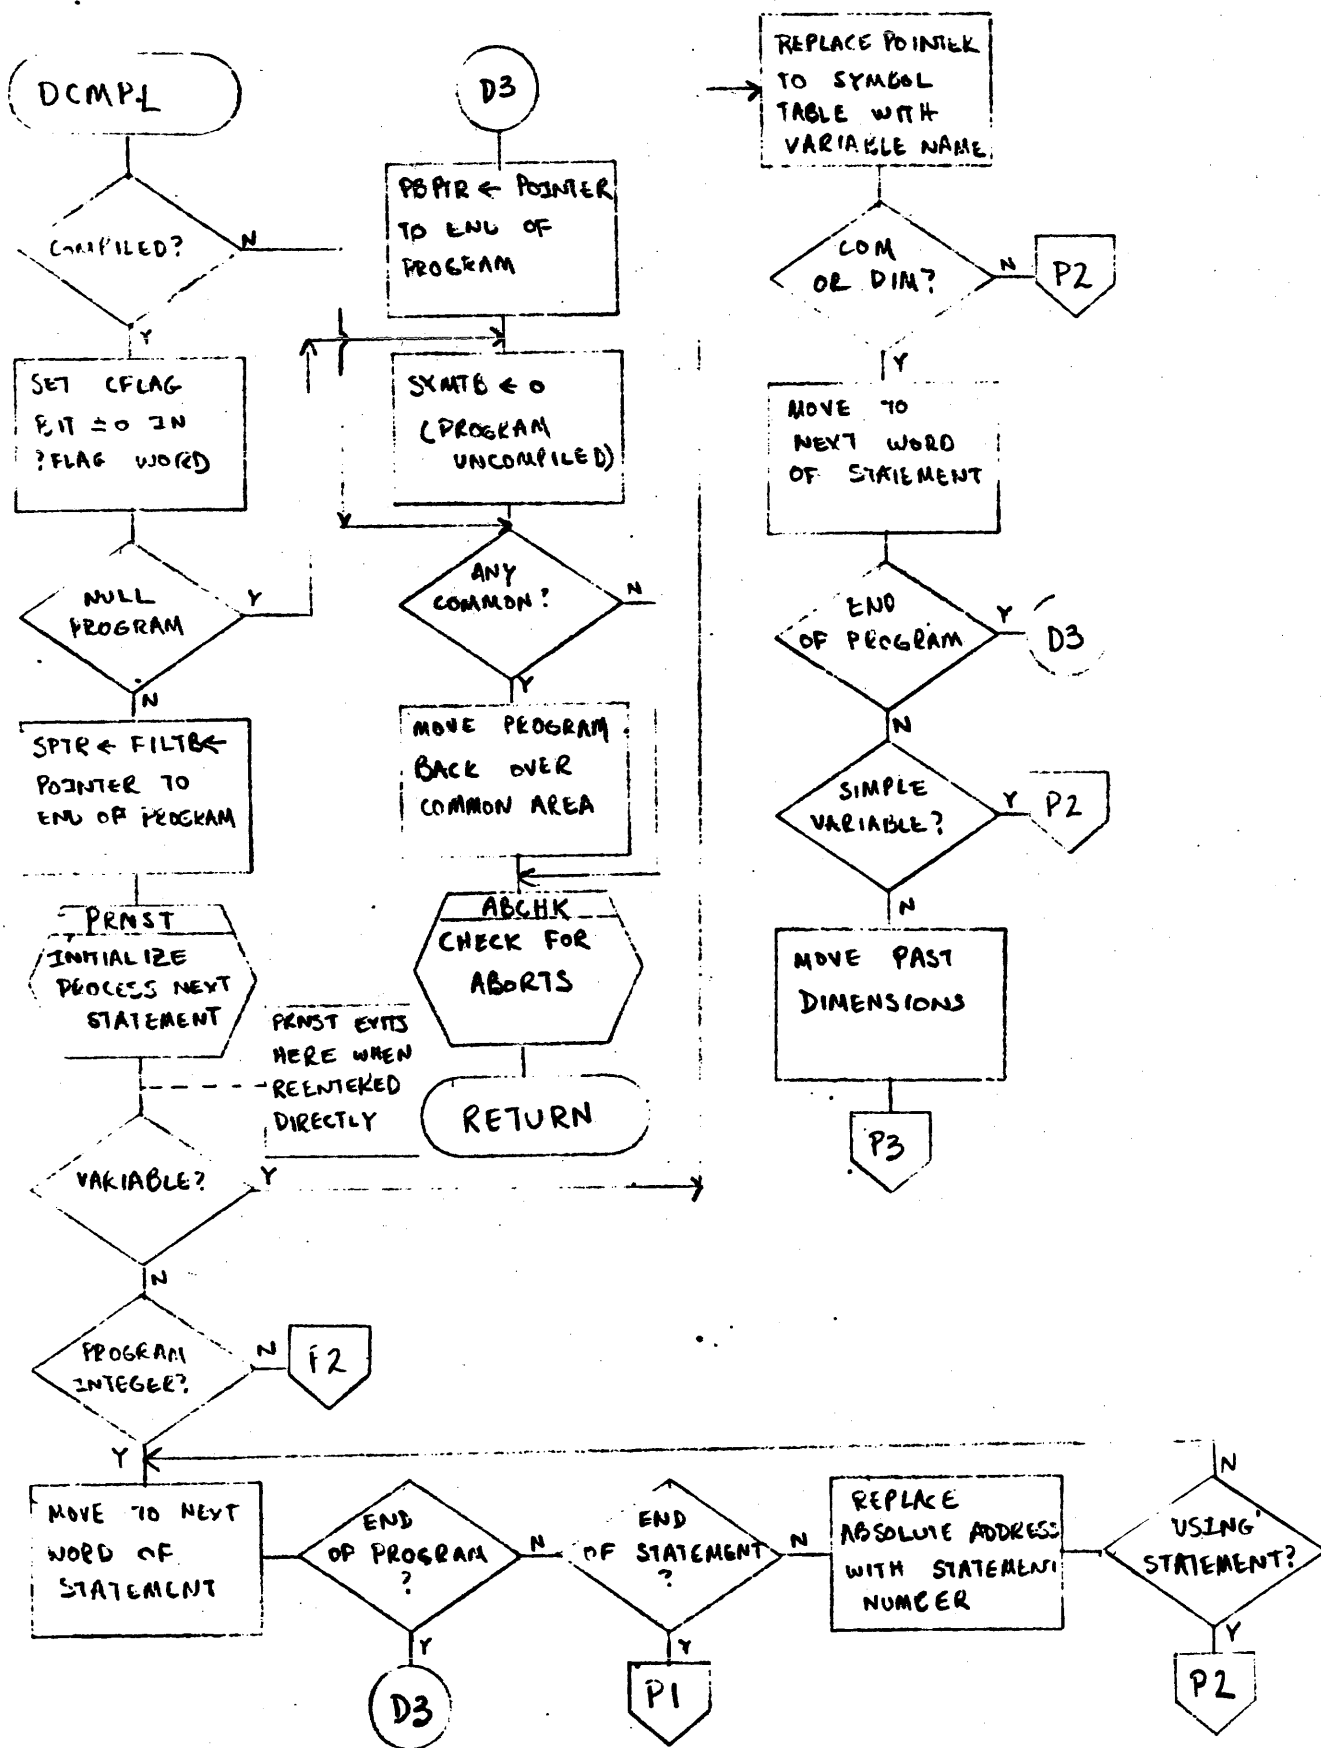 DCMPL
COMPILED?
N
Y
SET CFLAG
BIT = 0 IN
?FLAG WORD
NULL
PROGRAM
Y
N
SPTR ← FILTB ←
POINTER TO
END OF PROGRAM
PRNST
INITIALIZE
PROCESS NEXT
STATEMENT
PRNST EXITS
HERE WHEN
REENTERED
DIRECTLY
VARIABLE?
Y
N
PROGRAM
INTEGER?
N
P2
Y
MOVE TO NEXT
WORD OF
STATEMENT
END
OF PROGRAM
?
N
Y
D3
END
OF STATEMENT
?
N
Y
P1
REPLACE
ABSOLUTE ADDRESS
WITH STATEMENT
NUMBER
USING
STATEMENT?
N
Y
P2
D3
PBPTR ← POINTER
TO END OF
PROGRAM
SYMTB ← 0
(PROGRAM
UNCOMPILED)
ANY
COMMON?
N
Y
MOVE PROGRAM
BACK OVER
COMMON AREA
ABCHK
CHECK FOR
ABORTS
RETURN
REPLACE POINTER
TO SYMBOL
TABLE WITH
VARIABLE NAME
COM
OR DIM?
N
P2
Y
MOVE TO
NEXT WORD
OF STATEMENT
END
OF PROGRAM
Y
D3
N
SIMPLE
VARIABLE?
Y
P2
N
MOVE PAST
DIMENSIONS
P3